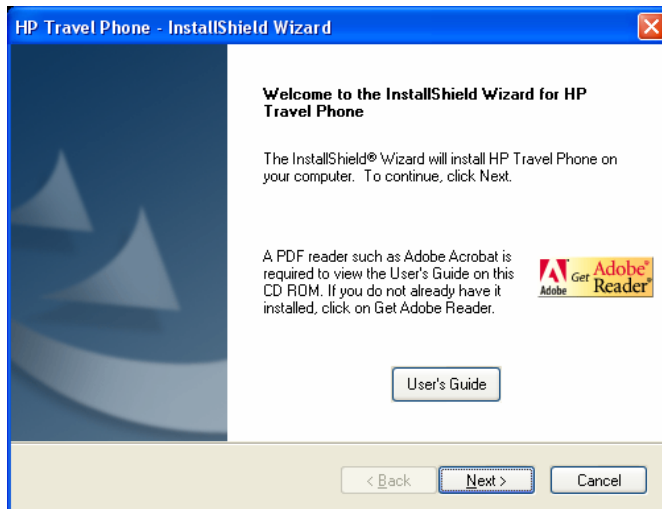 HP Travel Phone - InstallShield Wizard
Welcome to the InstallShield Wizard for HP
Travel Phone
The InstallShield® Wizard will install HP Travel Phone on
your computer.  To continue, click Next.
A PDF reader such as Adobe Acrobat is
required to view the User's Guide on this
CD ROM. If you do not already have it
installed, click on Get Adobe Reader.
Adobe
Get Adobe®
Reader®
User's Guide
< Back
Next >
Cancel